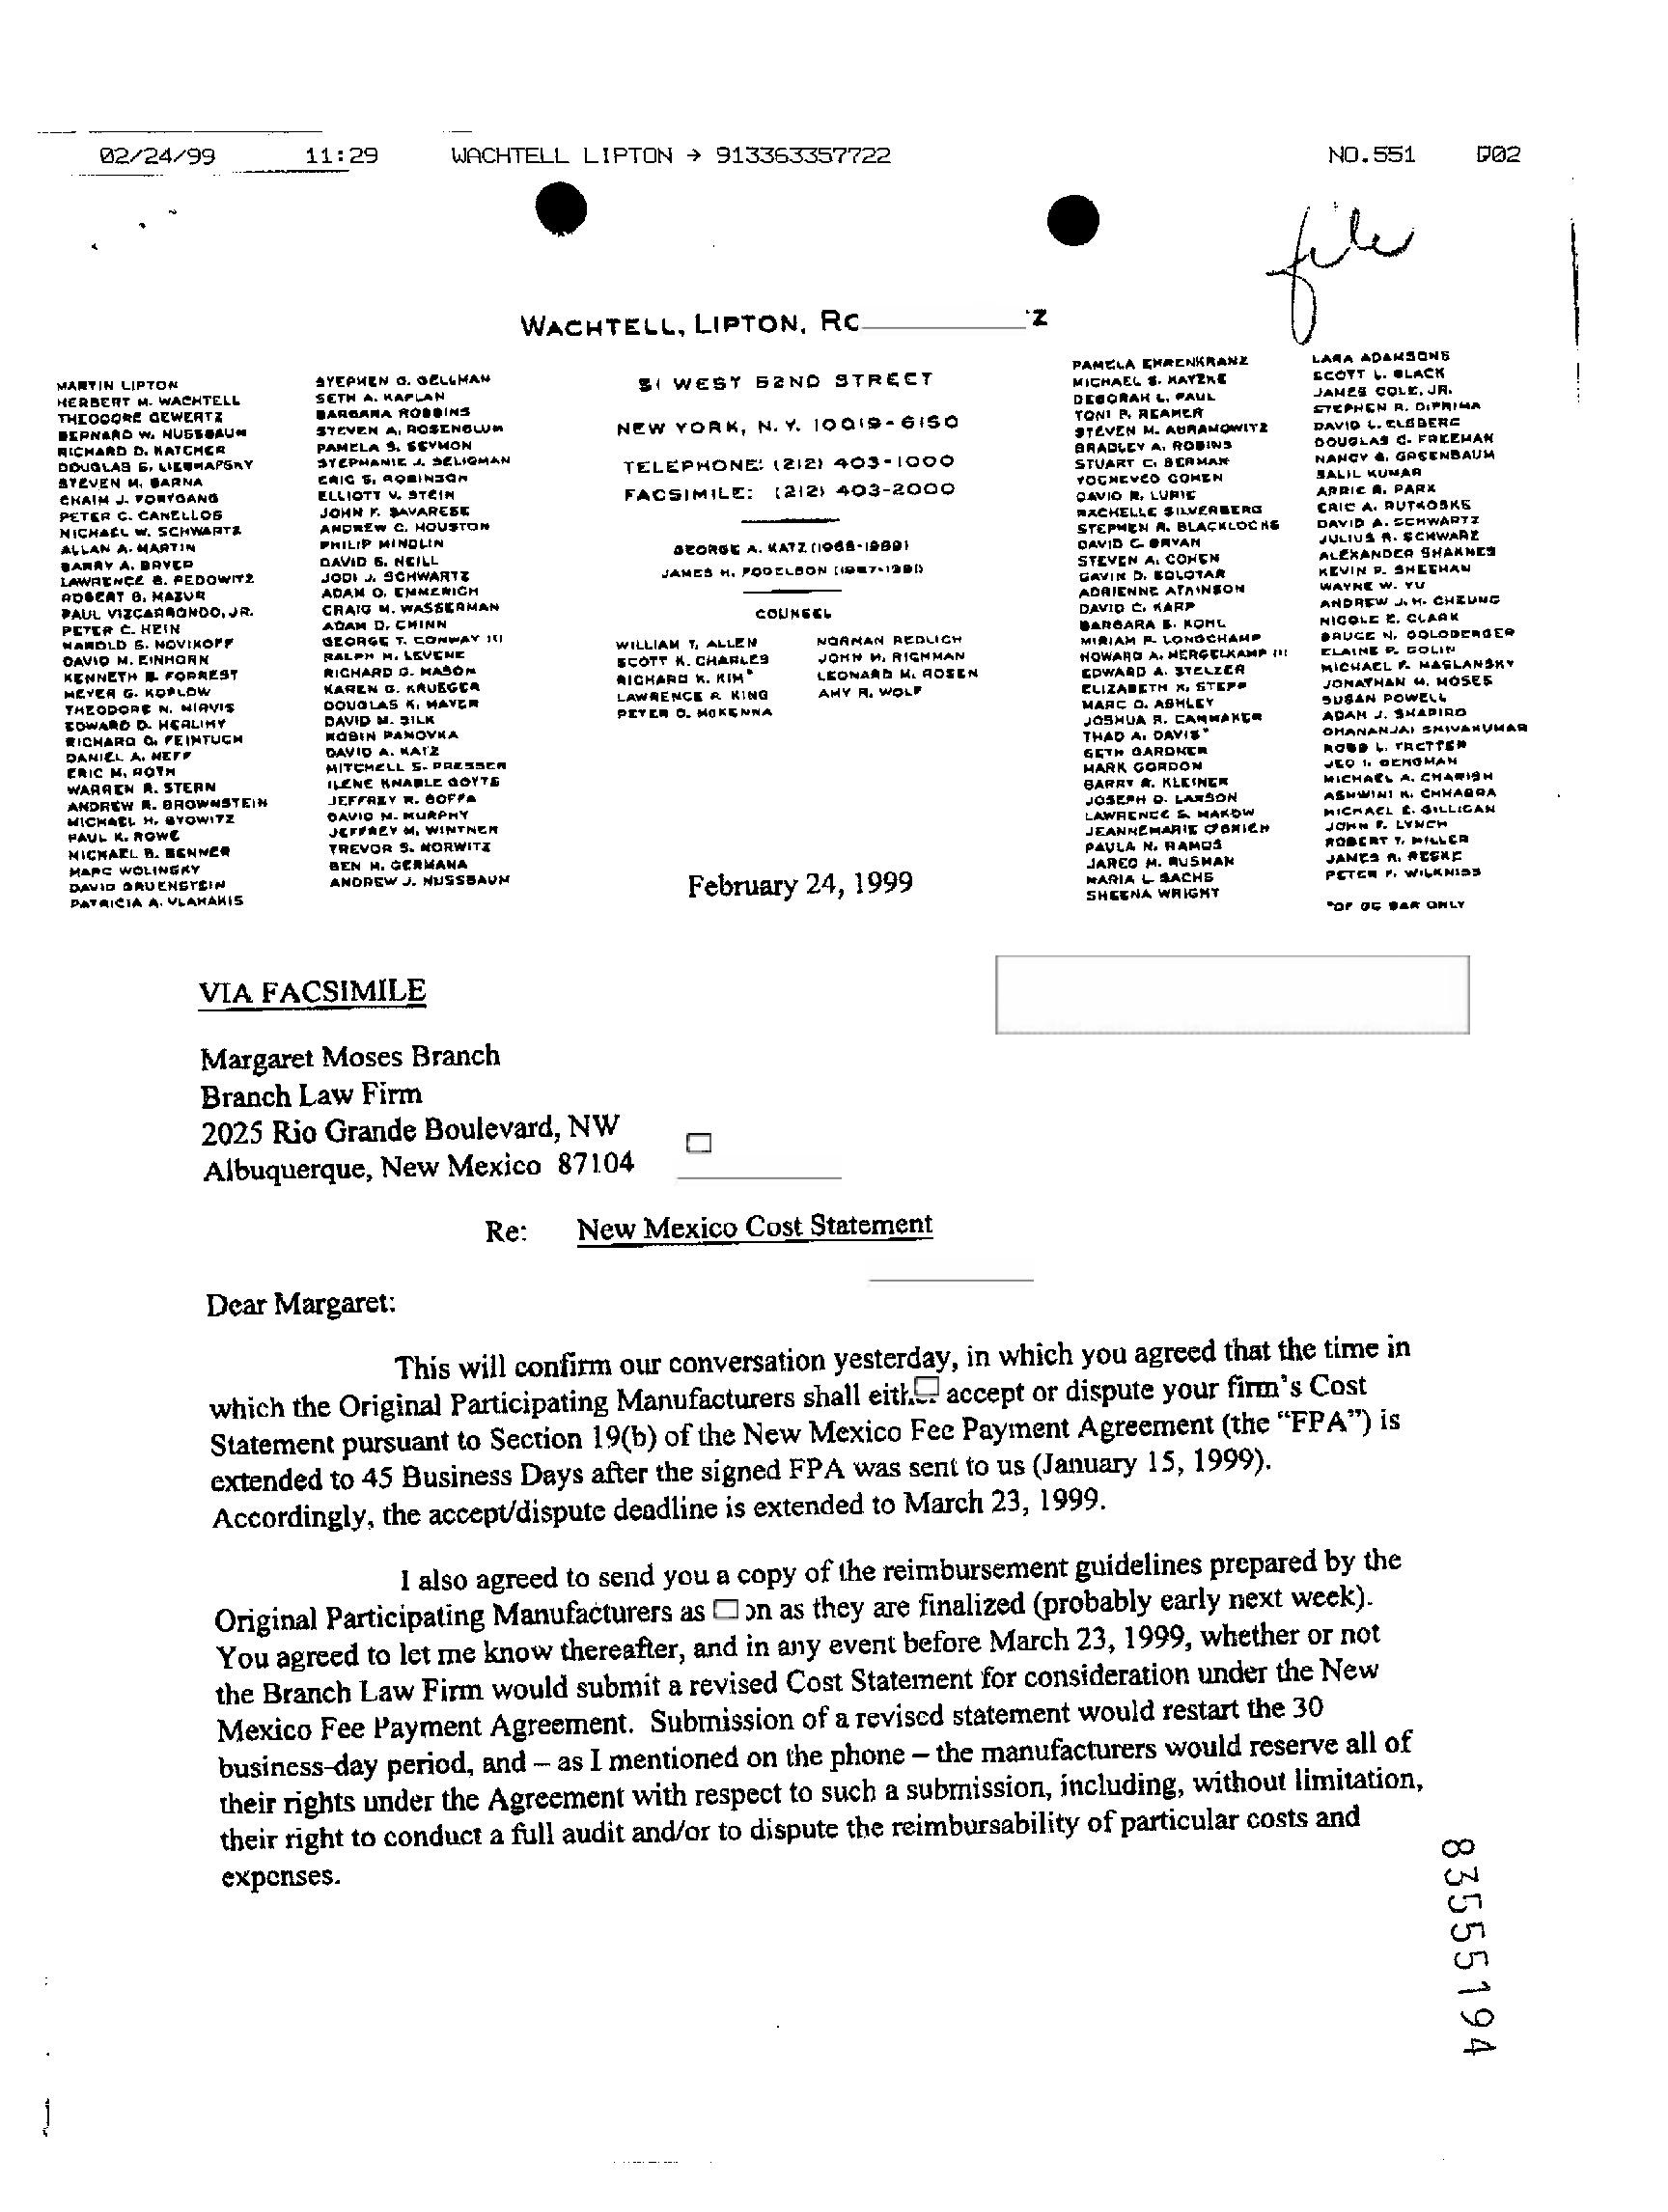 02/24/99 11:29 WACHTELL LIPTON → 913363357722 NO.551 P02
file
WACHTELL, LIPTON,
MARTIN LIPTON
HERBERT M. WACHTELL
THEODORE GEWERTZ
BERNARD W. NUSSBAUM
RICHARD D. KATCHER
STEVEN M. BARNA
PETER C. CANELLOS
MICHAEL W. SCHWARTZ
ALLAN A. MARTIN
BARRY A. BRYER
LAWRENCE B. PEDOWITZ
ROBERT B. MAZUR
PAUL VIZCARRONDO, JR.
PETER C. HEIN
HAROLD S. NOVIKOFF
DAVID M. EINHORN
KENNETH B. FORREST
MEYER G. KOPLOW
THEODORE N. MIRVIS
EDWARD D. HERLIHY
RICHARD G. FEINTUCH
DANIEL A. NEFF
ERIC M. ROTH
WARREN R. STERN
ANDREW R. BROWNSTEIN
MICHAEL H. BYOWITZ
PAUL K. ROWE
MICHAEL B. BENNER
MARC WOLINSKY
DAVID GRUENSTEIN
PATRICIA A. VLAHAKIS
STEPHEN G. GELLMAN
SETH A. KAPLAN
BARBARA ROBBINS
STEVEN A. ROSENBLUM
PAMELA S. SEYMON
STEPHANIE J. SELIGMAN
ERIC S. ROBINSON
ELLIOTT V. STEIN
JOHN F. SAVARESE
ANDREW C. HOUSTON
PHILIP MINDLIN
DAVID S. NEILL
JODI J. SCHWARTZ
ADAM O. EMMERICH
CRAIG M. WASSERMAN
ADAM D. CHINN
GEORGE T. CONWAY III
RALPH M. LEVENE
RICHARD G. MASON
KAREN G. KRUEGER
DOUGLAS K. MAYER
DAVID M. SILK
ROBIN PANOVKA
DAVID A. KATZ
MITCHELL S. PRESSER
ILENE KNABLE GOTTS
JEFFREY R. BOFFA
DAVID M. MURPHY
JEFFREY M. WINTNER
TREVOR S. NORWITZ
BEN M. GERMANA
ANDREW J. NUSSBAUM
51 WEST 52ND STREET
NEW YORK, N.Y. 10019-6150
TELEPHONE: (212) 403-1000
FACSIMILE: (212) 403-2000
GEORGE A. KATZ (1965-1989)
JAMES H. FOGELSON (1967-1991)
COUNSEL
WILLIAM T. ALLEN
SCOTT K. CHARLES
RICHARD K. KIM*
LAWRENCE R. KING
PETER D. McKENNA
NORMAN REDLICH
JOHN M. RICHMAN
LEONARD M. ROSEN
AMY R. WOLF
PAMELA EHRENKRANZ
MICHAEL S. KATZKE
DEBORAH L. PAUL
TONI P. REAMER
STEVEN M. ABRAMOWITZ
BRADLEY A. ROBINS
STUART C. BERMAN
YOCHEVED COHEN
DAVID R. LURIE
RACHELLE SILVERBERG
STEPHEN R. BLACKLOCKS
DAVID C. BRYAN
STEVEN A. COHEN
GAVIN D. SOLOTAR
ADRIENNE ATKINSON
DAVID C. KARP
BARBARA S. KOHL
MIRIAM P. LONGCHAMP
HOWARD A. MERGELKAMP III
EDWARD A. STELZER
ELIZABETH K. STEPP
MARC D. ASHLEY
JOSHUA R. CAMMAKER
THAD A. DAVIS*
SETH GARDNER
MARK GORDON
BARRY R. KLEINER
JOSEPH D. LARSON
LAWRENCE S. MAKOW
JEANNEMARIE O'BRIEN
PAULA N. RAMOS
JARED M. RUSMAN
MARIA L. SACHS
SHEENA WRIGHT
LARA ADAMSONS
SCOTT L. BLACK
JAMES COLE, JR.
STEPHEN R. DiPRIMA
DAVID L. ELSBERG
DOUGLAS C. FREEMAN
NANCY B. GREENBAUM
SALIL KUMAR
ARRIE R. PARK
ERIC A. RUTKOSKE
DAVID A. SCHWARTZ
JULIUS R. SCHWARZ
ALEXANDER SHAKNES
KEVIN P. SHEEHAN
WAYNE W. YU
ANDREW J.H. CHEUNG
NICOLE E. CLARK
BRUCE N. GOLDBERGER
ELAINE P. GOLIN
MICHAEL F. MASLANSKY
JONATHAN M. MOSES
SUSAN POWELL
ADAM J. SHAPIRO
DHANANJAI SHIVAKUMAR
ROSS L. TRETTER
JED I. BERGMAN
MICHAEL A. CHARISH
ASHWINI K. CHHABRA
MICHAEL E. GILLIGAN
JOHN F. LYNCH
ROBERT T. MILLER
JAMES R. RESKE
PETER F. WILKNISS
*OF DC BAR ONLY
February 24, 1999
VIA FACSIMILE
Margaret Moses Branch
Branch Law Firm
2025 Rio Grande Boulevard, NW
Albuquerque, New Mexico 87104
Re: New Mexico Cost Statement
Dear Margaret:
This will confirm our conversation yesterday, in which you agreed that the time in
which the Original Participating Manufacturers shall either accept or dispute your firm's Cost
Statement pursuant to Section 19(b) of the New Mexico Fee Payment Agreement (the “FPA”) is
extended to 45 Business Days after the signed FPA was sent to us (January 15, 1999).
Accordingly, the accept/dispute deadline is extended to March 23, 1999.
I also agreed to send you a copy of the reimbursement guidelines prepared by the
Original Participating Manufacturers as on as they are finalized (probably early next week).
You agreed to let me know thereafter, and in any event before March 23, 1999, whether or not
the Branch Law Firm would submit a revised Cost Statement for consideration under the New
Mexico Fee Payment Agreement. Submission of a revised statement would restart the 30
business-day period, and – as I mentioned on the phone – the manufacturers would reserve all of
their rights under the Agreement with respect to such a submission, including, without limitation,
their right to conduct a full audit and/or to dispute the reimbursability of particular costs and
expenses.
83555194